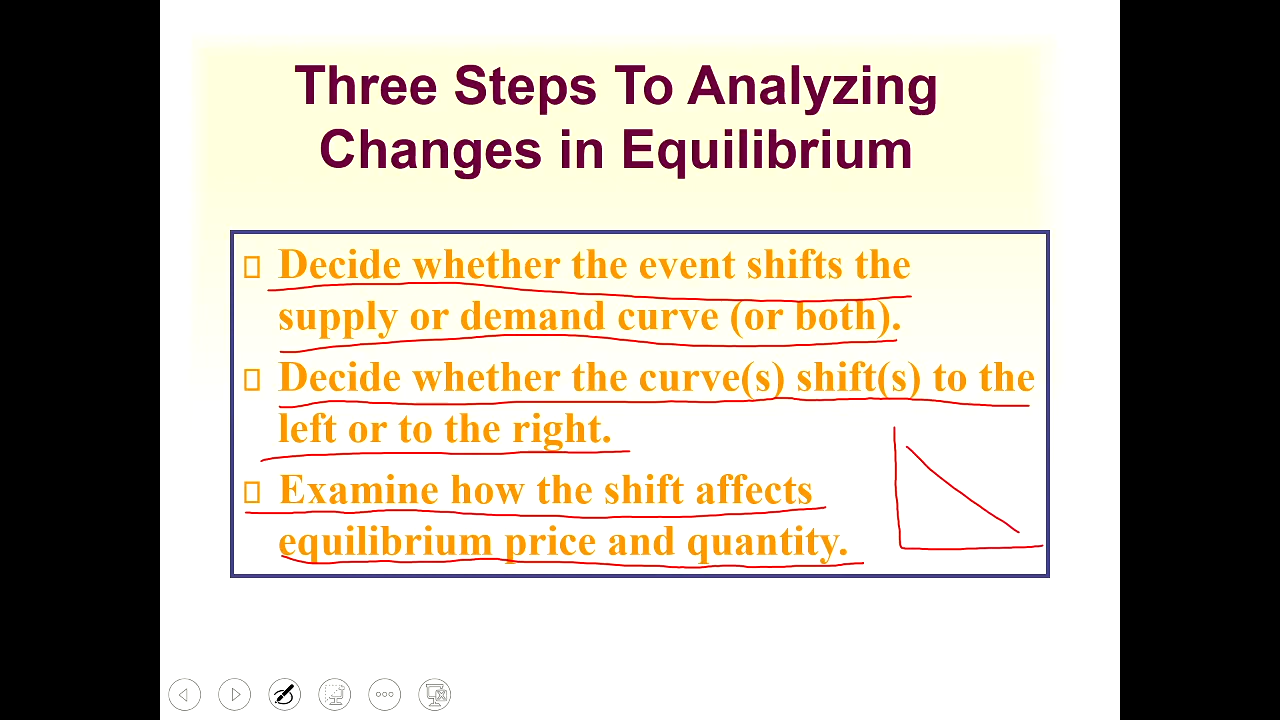 Three Steps To Analyzing
Changes in Equilibrium
Decide whether the event shifts the
supply or demand curve (or both).
Decide whether the curve(s) shift(s) to the
left or to the right.
Examine how the shift affects
equilibrium price and quantity.